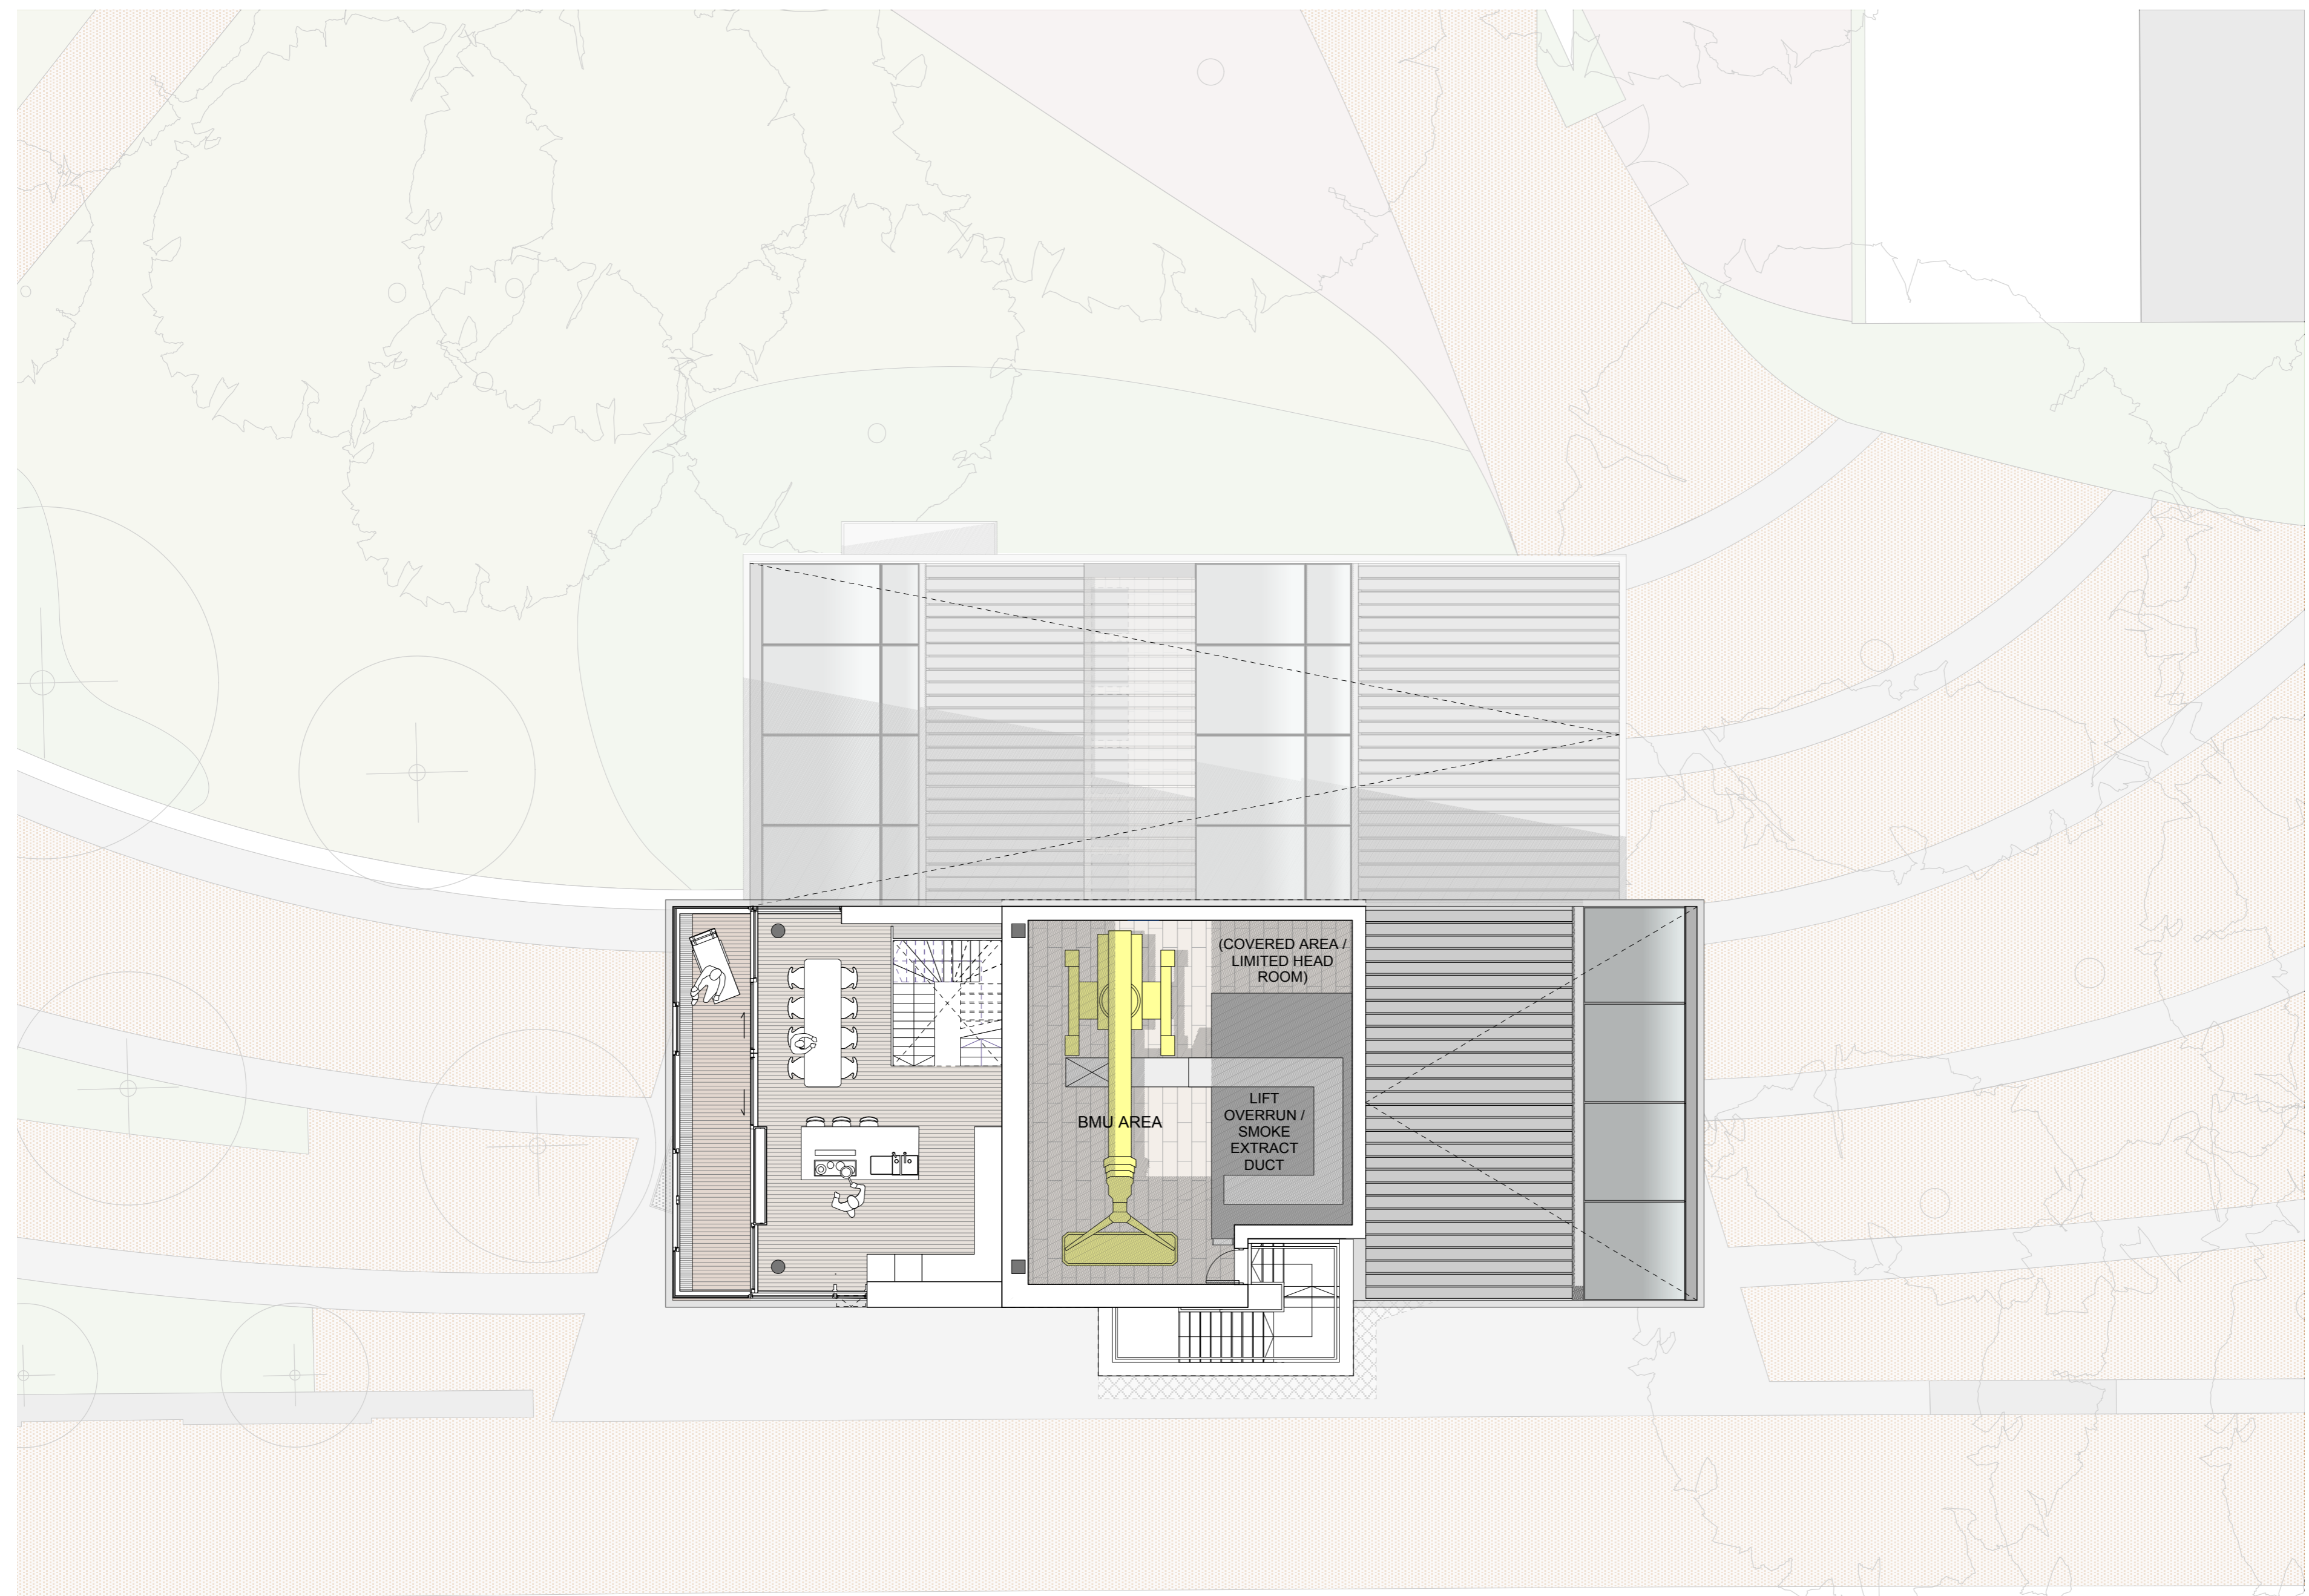 (COVERED AREA /
LIMITED HEAD
ROOM)
BMU AREA
LIFT
OVERRUN /
SMOKE
EXTRACT
DUCT